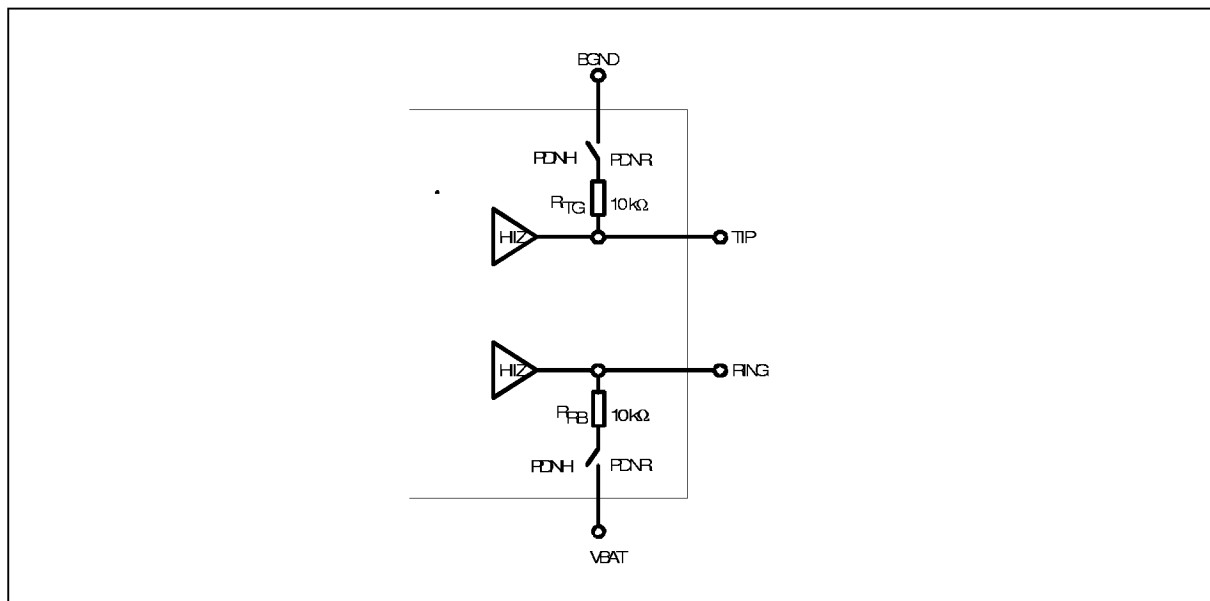 BGND
PDNH PDNR
RTG 10kΩ
HIZ TIP
HIZ RING
RRB 10kΩ
PDNH PDNR
VBAT